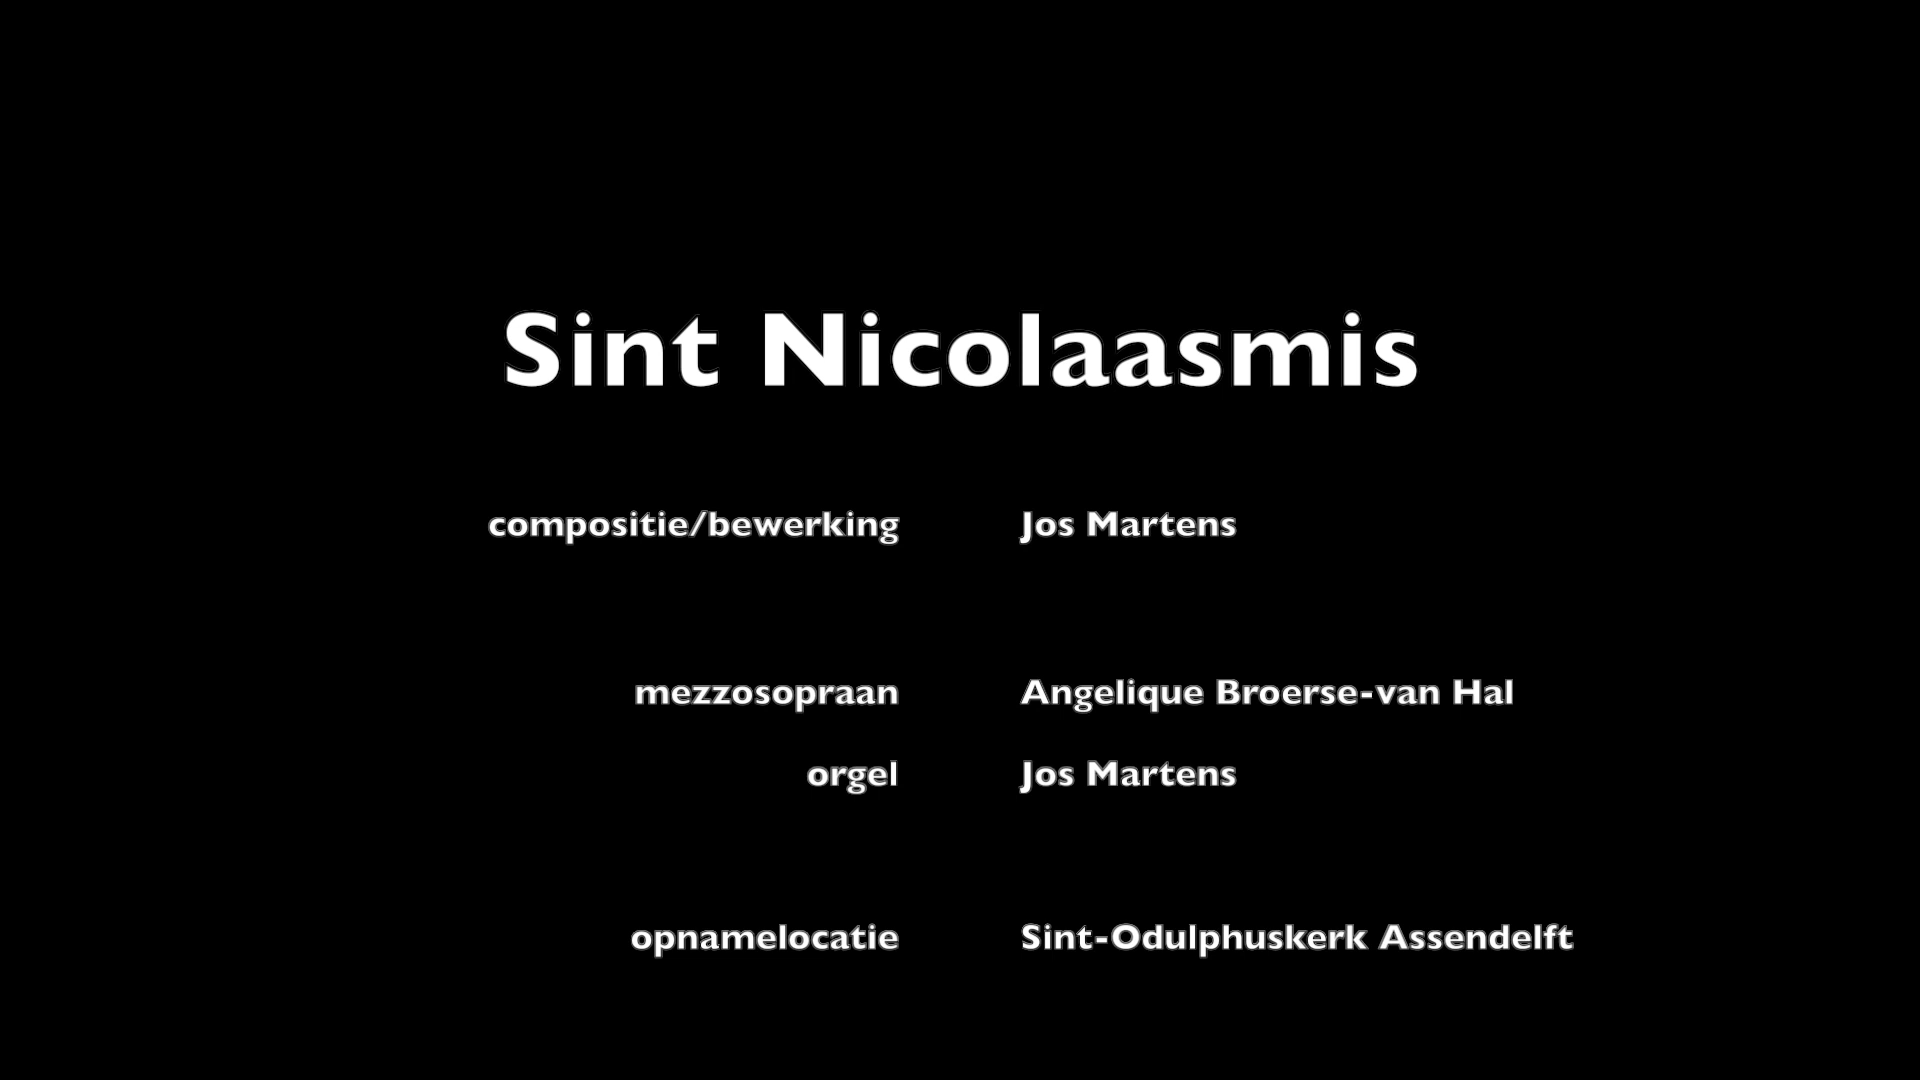 Sint Nicolaasmis
compositie/bewerking Jos Martens
mezzosopraan Angelique Broerse-van Hal
orgel Jos Martens
opnamelocatie Sint-Odulphuskerk Assendelft